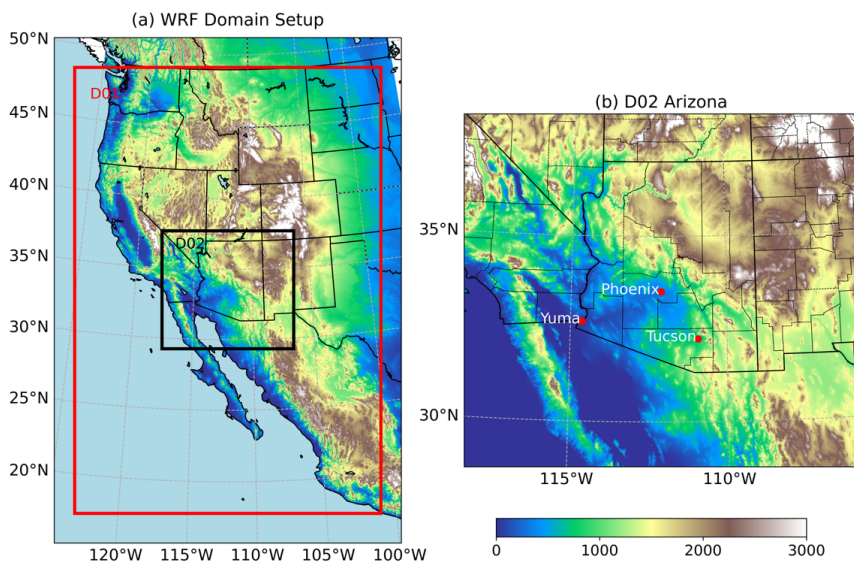 (a) WRF Domain Setup
50°N
45°N
40°N
35°N
30°N
25°N
20°N
D01
D02
120°W 115°W 110°W 105°W 100°W
(b) D02 Arizona
35°N
30°N
Phoenix
Yuma
Tucson
115°W 110°W
0 1000 2000 3000